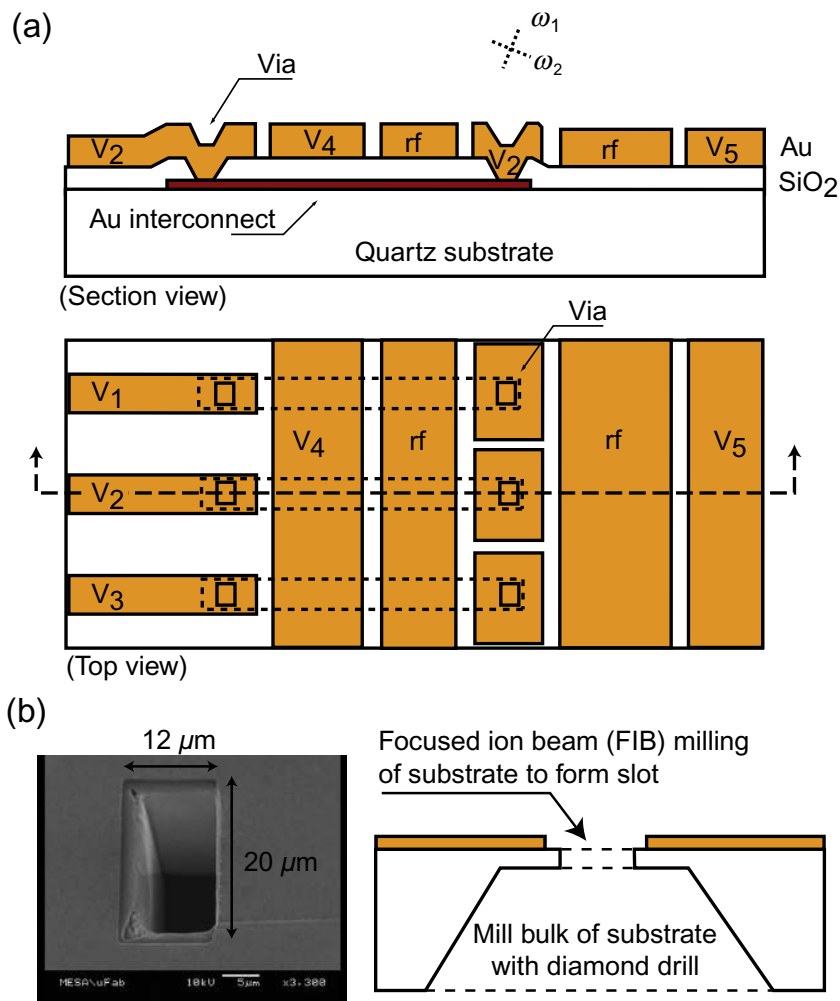 (a)
ω1
ω2
Via
V2
V4
rf
V2
rf
V5
Au
SiO2
Au interconnect
Quartz substrate
(Section view)
Via
V1
V4
rf
rf
V5
V2
V3
(Top view)
(b)
12 µm
20 µm
MESA\uFab 10kV 5µm x3,300
Focused ion beam (FIB) milling
of substrate to form slot
Mill bulk of substrate
with diamond drill